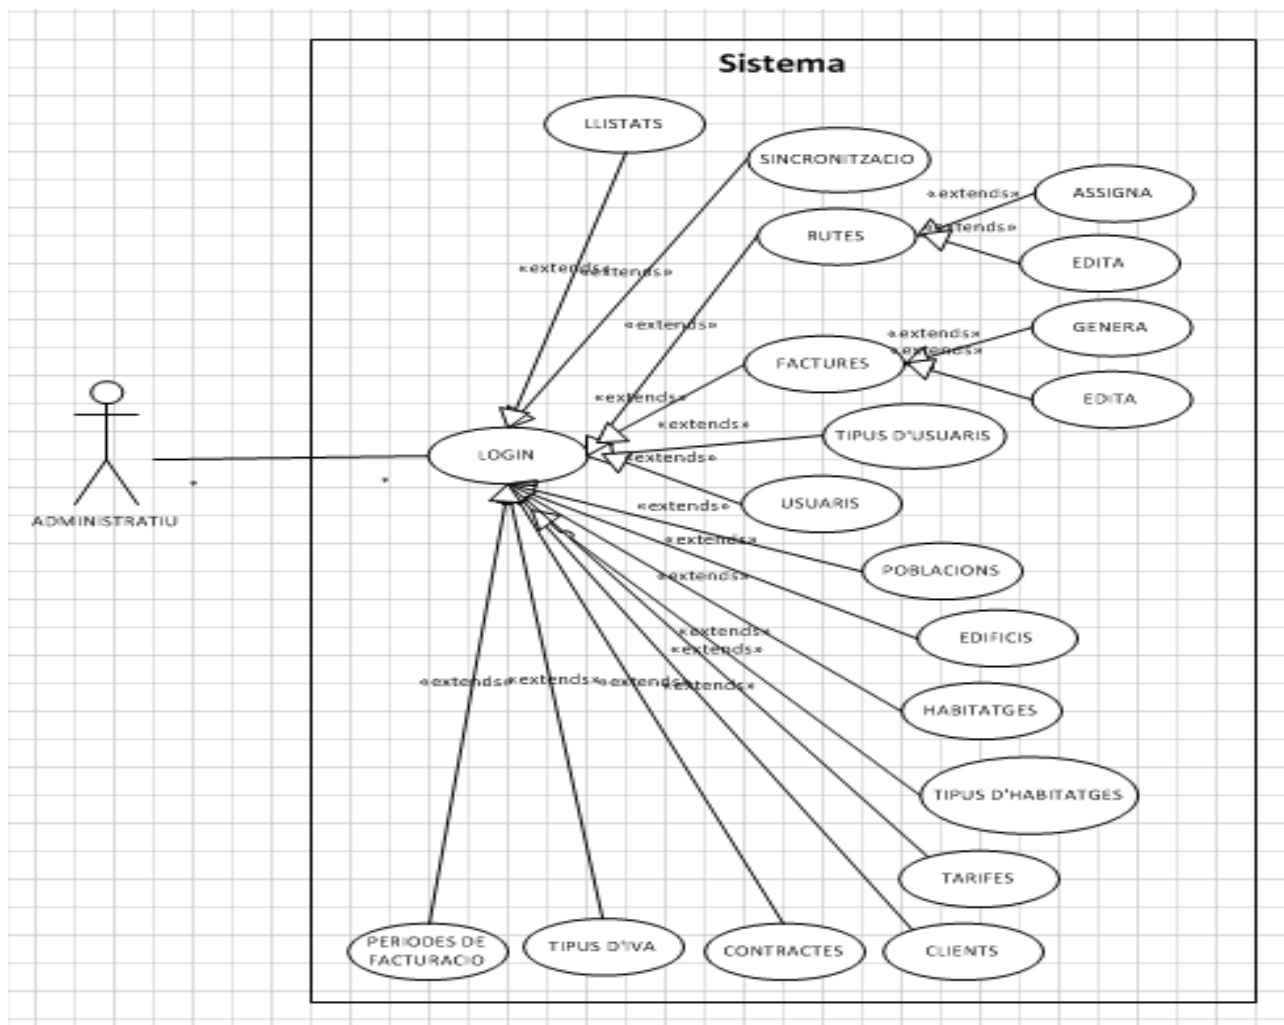 Sistema
LLISTATS
SINCRONITZACIO
«extends»
ASSIGNA
RUTES
«extends»
EDITA
«extends»
«extends»
GENERA
«extends»
«extends»
«extends»
FACTURES
EDITA
«extends»
«extends»
TIPUS D'USUARIS
LOGIN
«extends»
*
*
USUARIS
«extends»
ADMINISTRATIU
«extends»
POBLACIONS
«extends»
«extends»
EDIFICIS
«extends»
«extends»
«extends»
«extends»
«extends»
HABITATGES
TIPUS D'HABITATGES
TARIFES
PERIODES DE
FACTURACIO
TIPUS D'IVA
CONTRACTES
CLIENTS